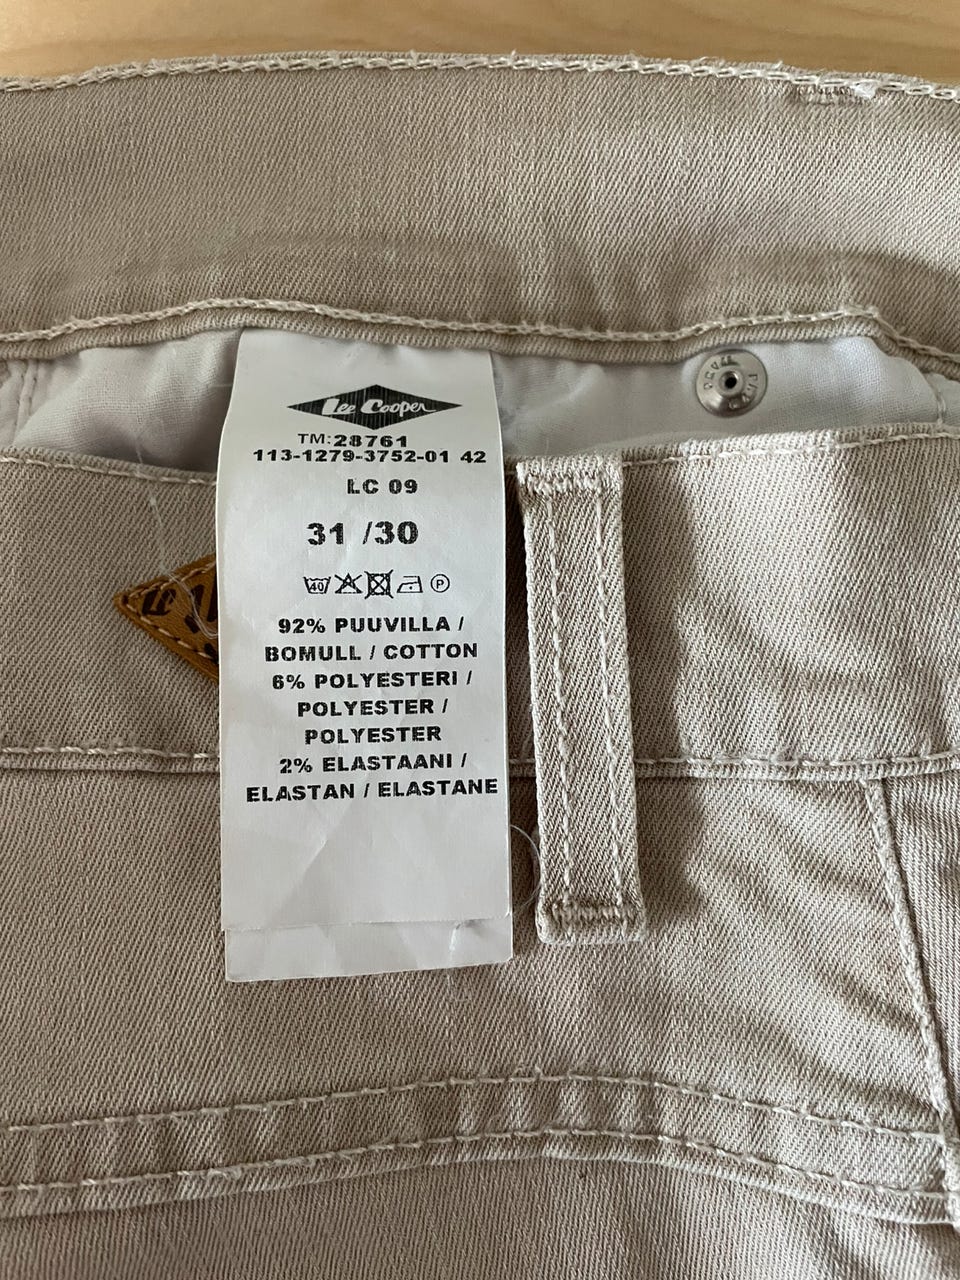 Lee Cooper
TM:28761
113-1279-3752-01 42
LC 09
31 /30
40 P
92% PUUVILLA /
BOMULL / COTTON
6% POLYESTERI /
POLYESTER /
POLYESTER
2% ELASTAANI /
ELASTAN / ELASTANE